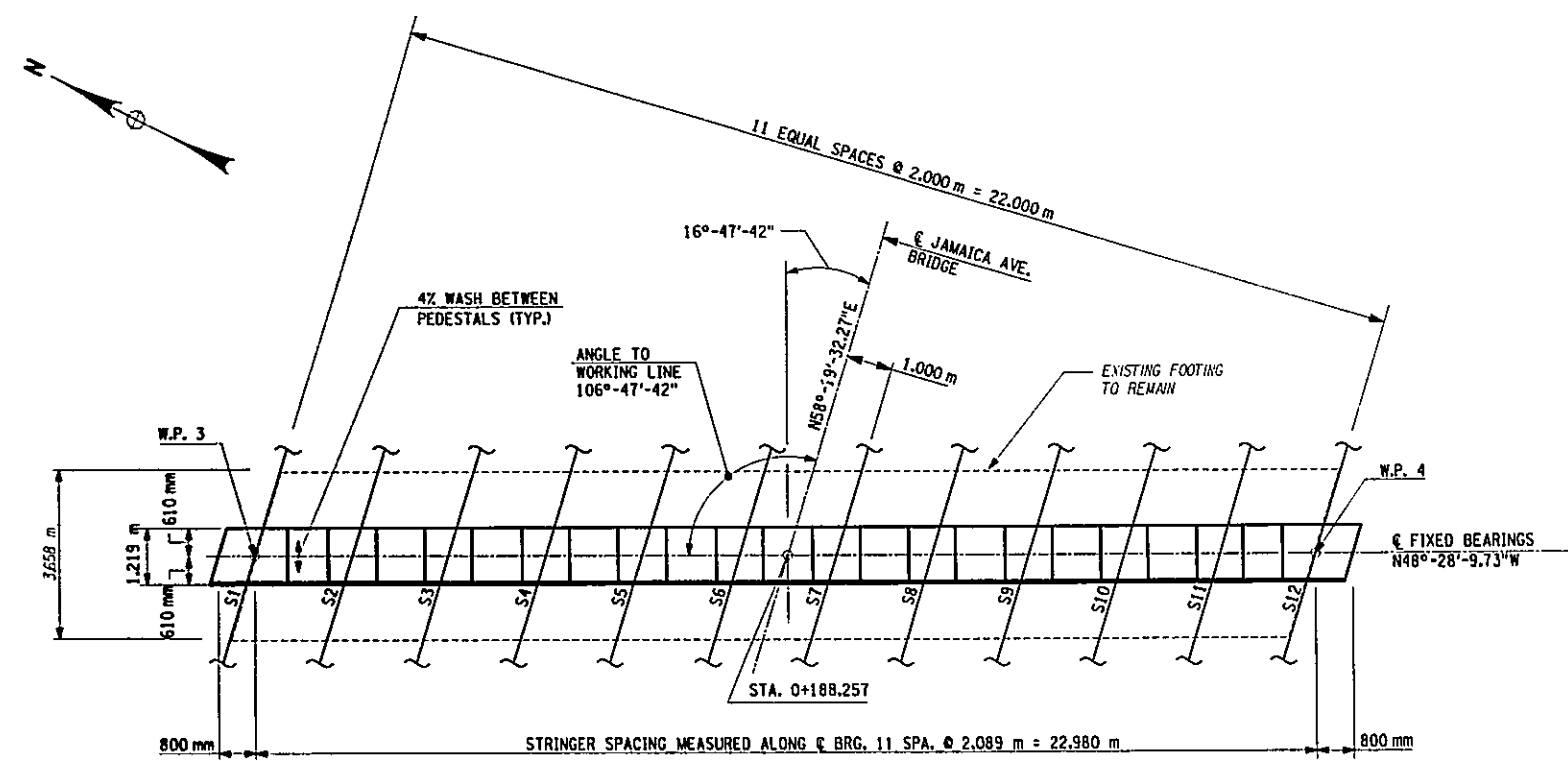 N
11 EQUAL SPACES @ 2.000 m = 22.000 m
16°-47'-42"
℄ JAMAICA AVE.
BRIDGE
4% WASH BETWEEN
PEDESTALS (TYP.)
N58°-19'-32.27"E
ANGLE TO
WORKING LINE
106°-47'-42"
1.000 m
EXISTING FOOTING
TO REMAIN
W.P. 3
W.P. 4
3.658 m
1.219 m
610 mm
610 mm
℄ FIXED BEARINGS
N48°-28'-9.73"W
S1
S2
S3
S4
S5
S6
S7
S8
S9
S10
S11
S12
STA. 0+188.257
800 mm
STRINGER SPACING MEASURED ALONG ℄ BRG. 11 SPA. @ 2.089 m = 22.980 m
800 mm